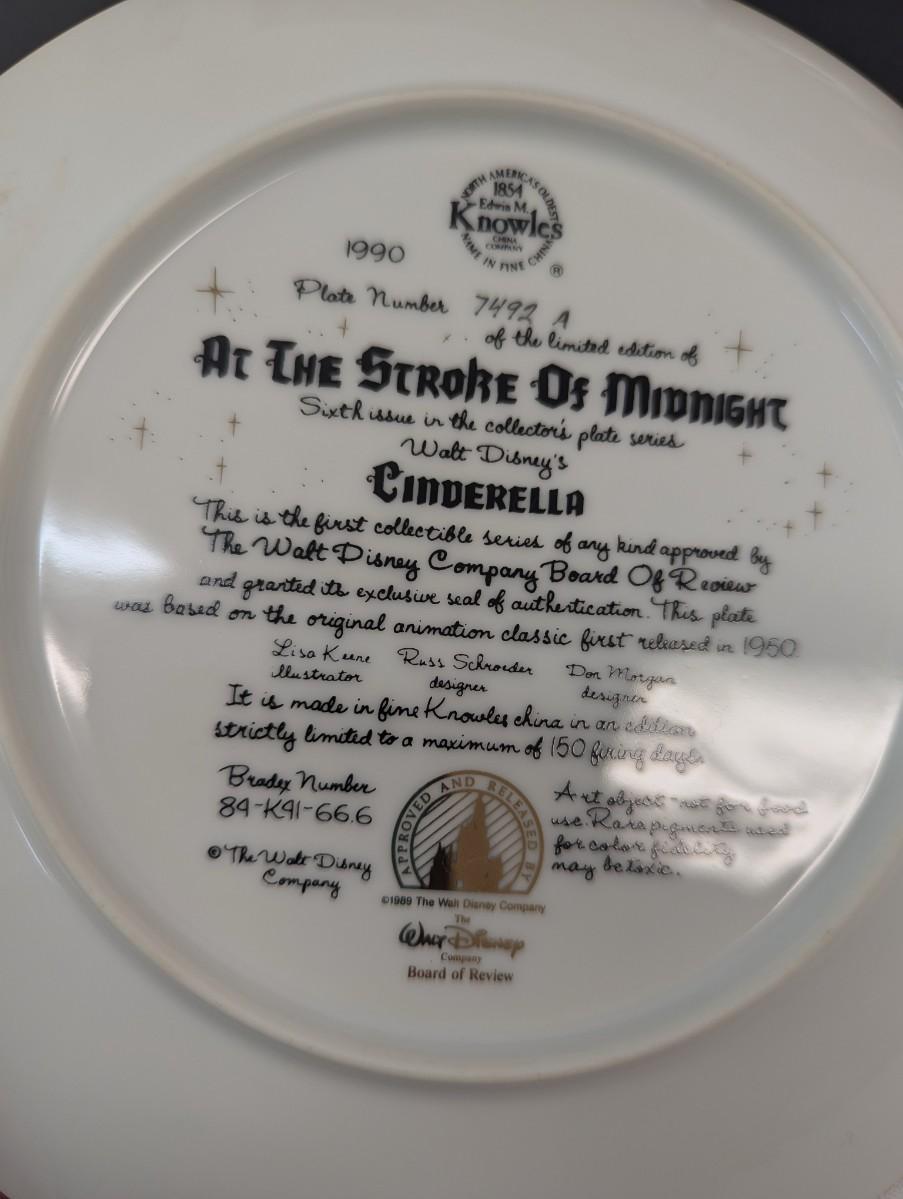 NORTH AMERICA'S OLDEST
1854
Edwin M.
Knowles
CHINA
COMPANY
NAME IN FINE CHINA
®
1990
Plate Number 7492 A
of the limited edition of
At The Stroke Of Midnight
Sixth issue in the collector's plate series
Walt Disney's
Cinderella
This is the first collectible series of any kind approved by
The Walt Disney Company Board Of Review
and granted its exclusive seal of authentication. This plate
was based on the original animation classic first released in 1950.
Lisa Keene Russ Schroeder Don Morgan
illustrator designer designer
It is made in fine Knowles china in an edition
strictly limited to a maximum of 150 firing days.
Bradex Number
84-K41-66.6
© The Walt Disney
Company
APPROVED AND RELEASED BY
©1989 The Walt Disney Company
The
Walt Disney
Company
Board of Review
Art object-not for food
use. Rare pigments used
for color fidelity
may be toxic.